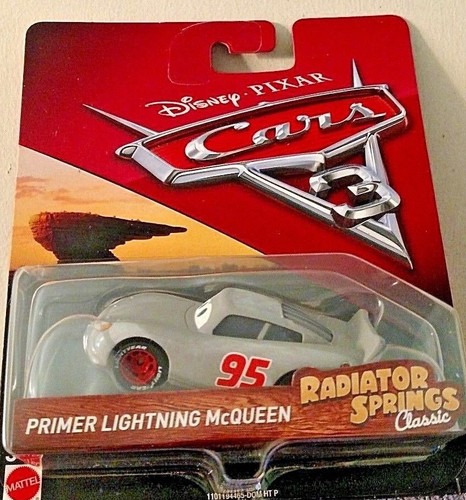 Disney · PIXAR
Cars
3
95
PRIMER LIGHTNING McQUEEN
RADIATOR
SPRINGS
Classic
MATTEL